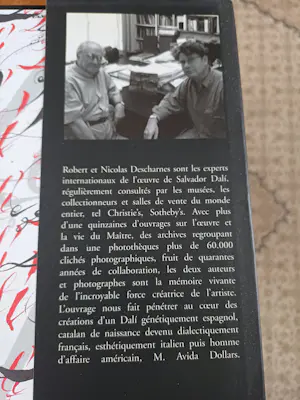 Robert et Nicolas Descharnes sont les experts
internationaux de l'œuvre de Salvador Dalí,
régulièrement consultés par les musées, les
collectionneurs et salles de vente du monde
entier, tel Christie's, Sotheby's. Avec plus
d'une quinzaines d'ouvrages sur l'œuvre et
la vie du Maître, des archives regroupant
dans une photothèque plus de 60.000
clichés photographiques, fruit de quarantes
années de collaboration, les deux auteurs
et photographes sont la mémoire vivante
de l'incroyable force créatrice de l'artiste.
L'ouvrage nous fait pénétrer au cœur des
créations d'un Dalí génétiquement espagnol,
catalan de naissance devenu dialectiquement
français, esthétiquement italien puis homme
d'affaire américain, M. Avida Dollars.